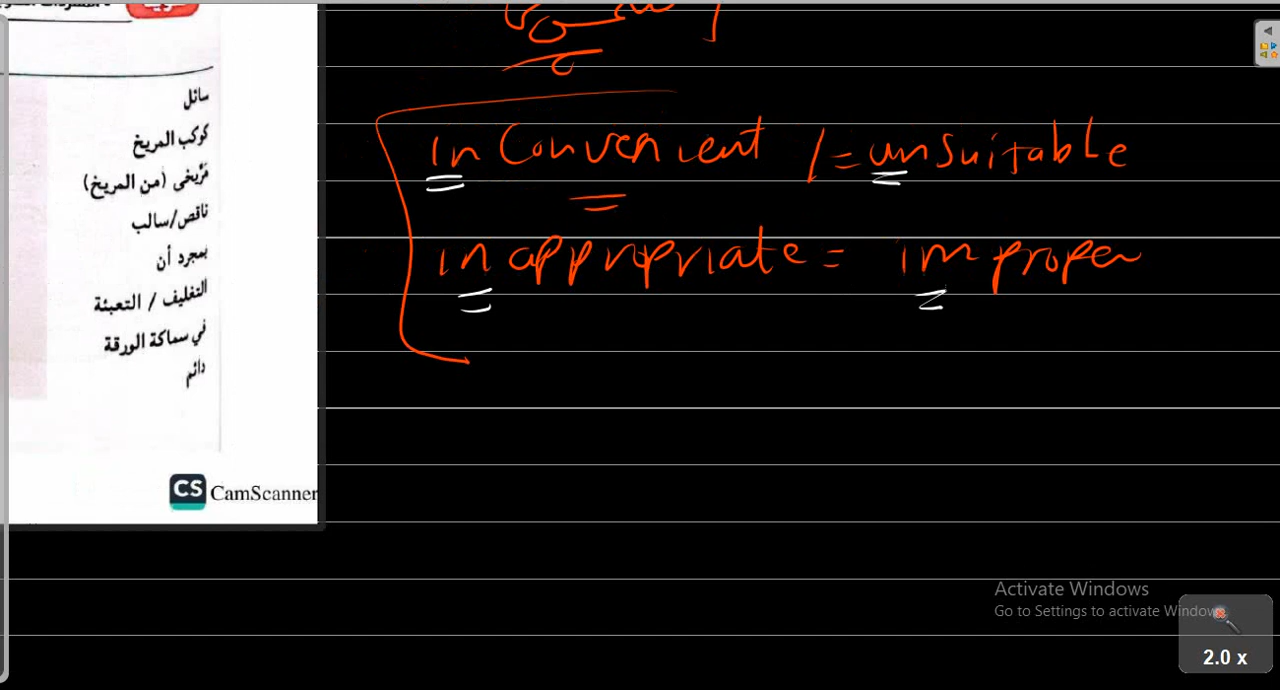 سائل
كوكب المريخ
مَرِّيخى (من المريخ)
ناقص/سالب
بمجرد أن
التغليف / التعبئة
في سماكة الورقة
دائم
CS CamScanner
inconvenient /= unsuitable
inappropriate = improper
Activate Windows
Go to Settings to activate Windows.
2.0 x